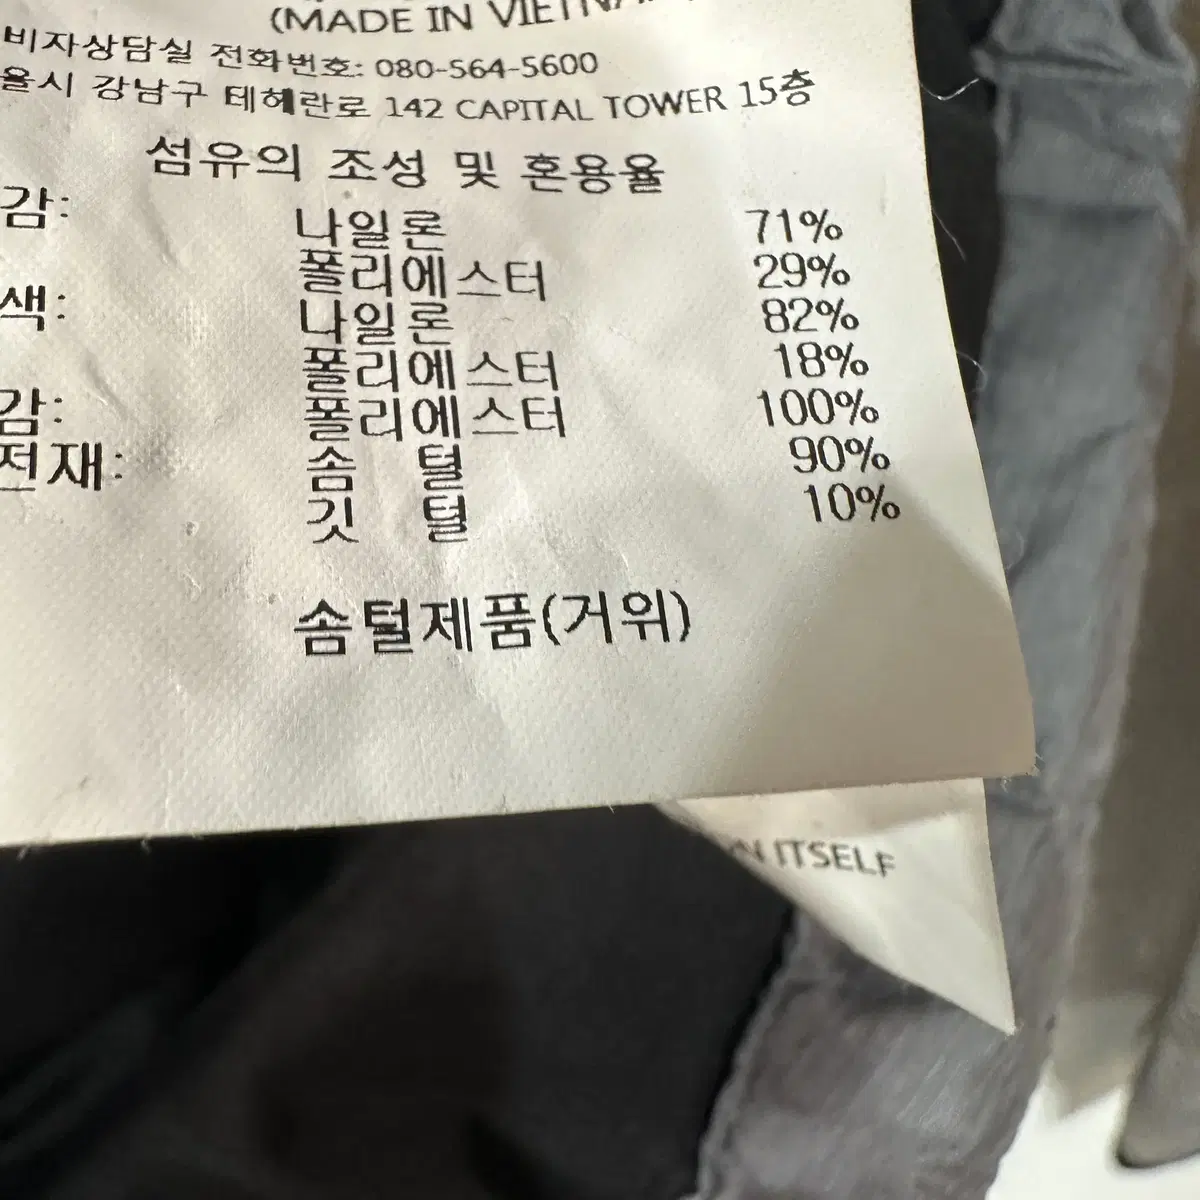 (MADE IN VIETNA
비자상담실 전화번호: 080-564-5600
울시 강남구 테헤란로 142 CAPITAL TOWER 15층
섬유의 조성 및 혼용율
감: 나일론 71%
폴리에스터 29%
색: 나일론 82%
폴리에스터 18%
감: 폴리에스터 100%
전재: 솜털 90%
깃털 10%
솜털제품(거위)
N ITSELF